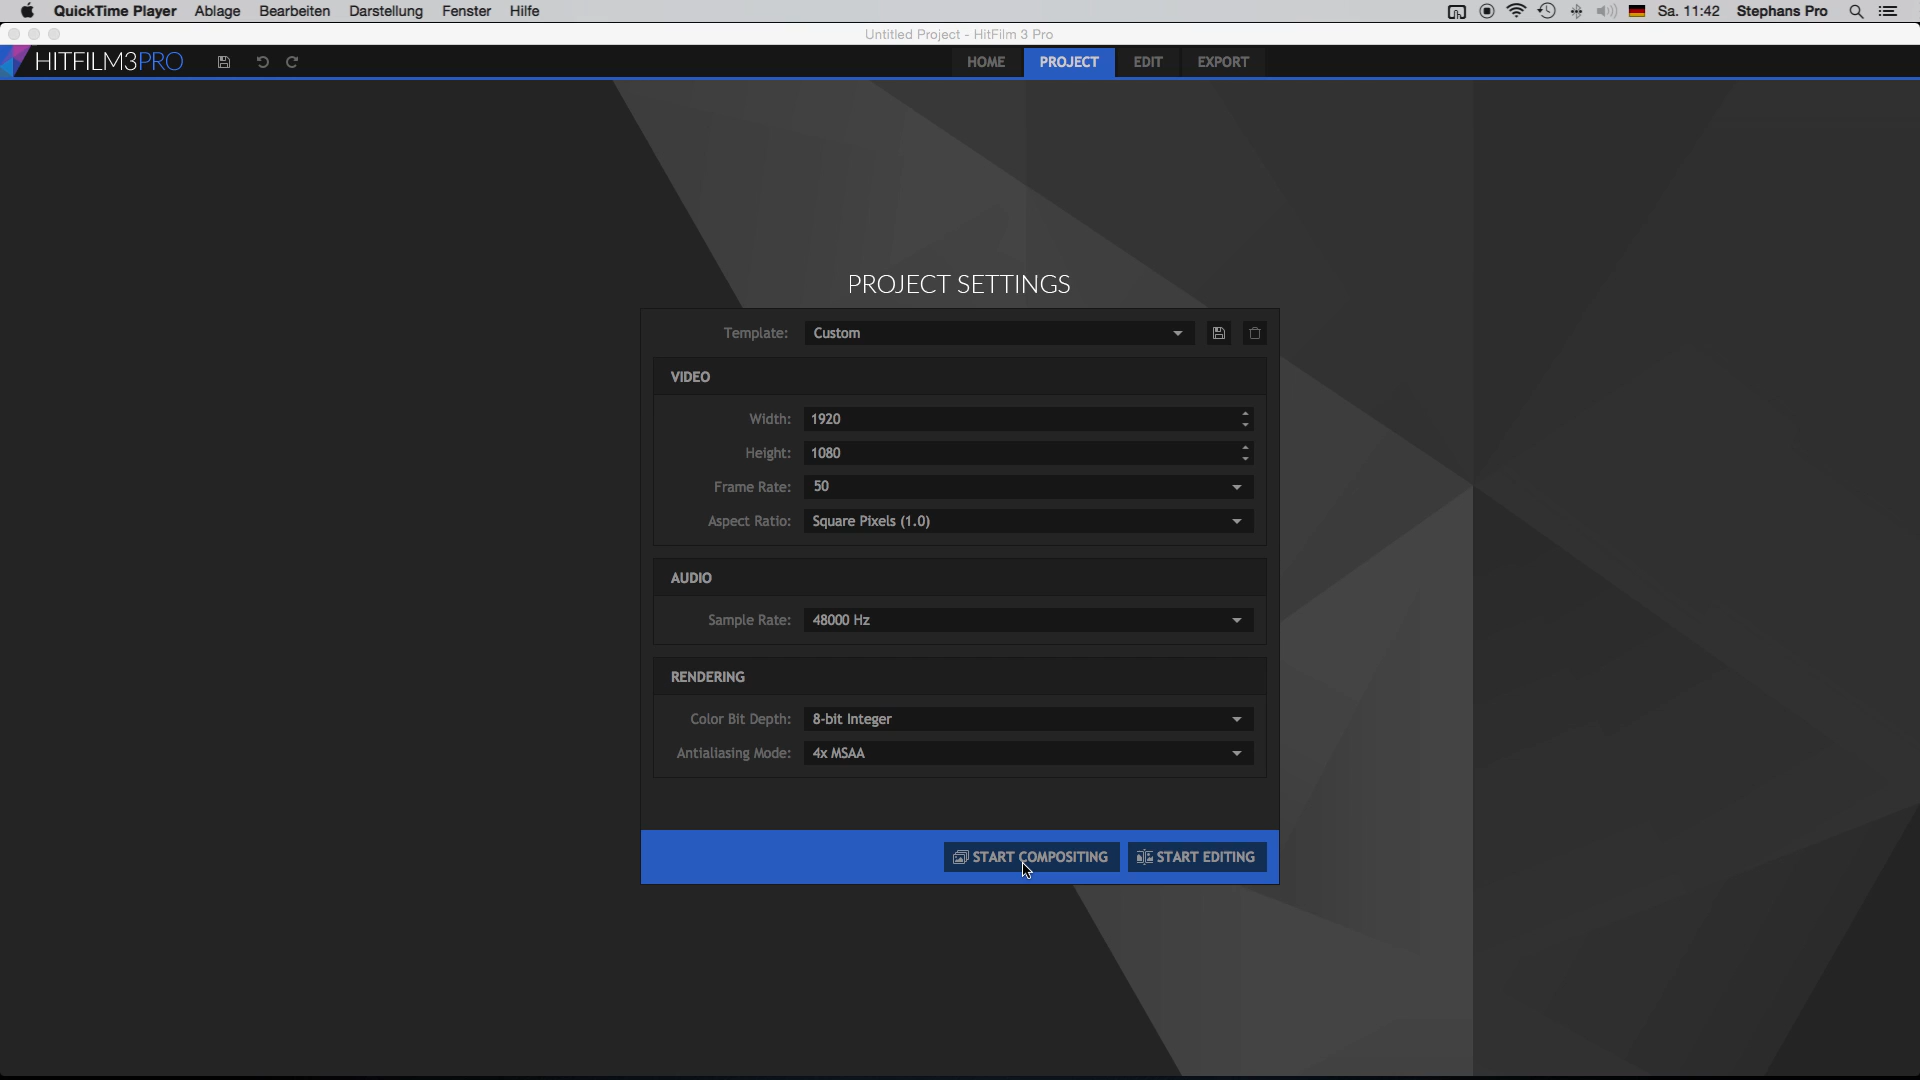 QuickTime Player Ablage Bearbeiten Darstellung Fenster Hilfe Sa. 11:42 Stephans Pro
Untitled Project - HitFilm 3 Pro
HITFILM3PRO HOME PROJECT EDIT EXPORT
PROJECT SETTINGS
Template: Custom
VIDEO
Width: 1920
Height: 1080
Frame Rate: 50
Aspect Ratio: Square Pixels (1.0)
AUDIO
Sample Rate: 48000 Hz
RENDERING
Color Bit Depth: 8-bit Integer
Antialiasing Mode: 4x MSAA
START COMPOSITING START EDITING